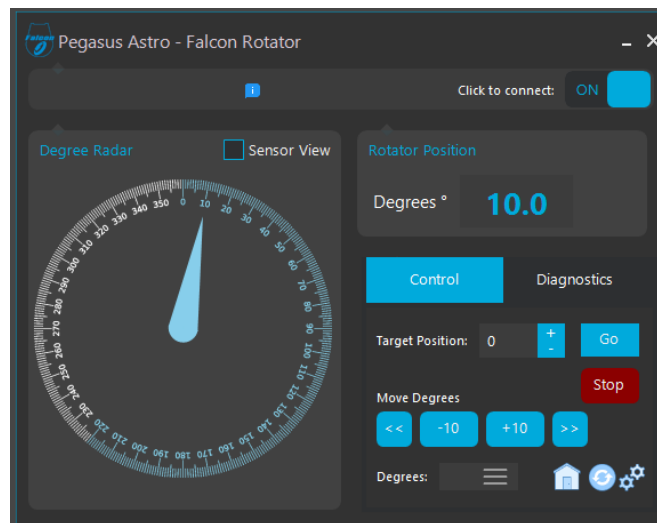 Falcon
Pegasus Astro - Falcon Rotator
Click to connect: ON
Degree Radar
Sensor View
0 10 20 30 40 50 60 70 80 90 100 110 120 130 140 150 160 170 180 190 200 210 220 230 240 250 260 270 280 290 300 310 320 330 340 350
Rotator Position
Degrees ° 10.0
Control Diagnostics
Target Position: 0 + - Go
Stop
Move Degrees
<< -10 +10 >>
Degrees: